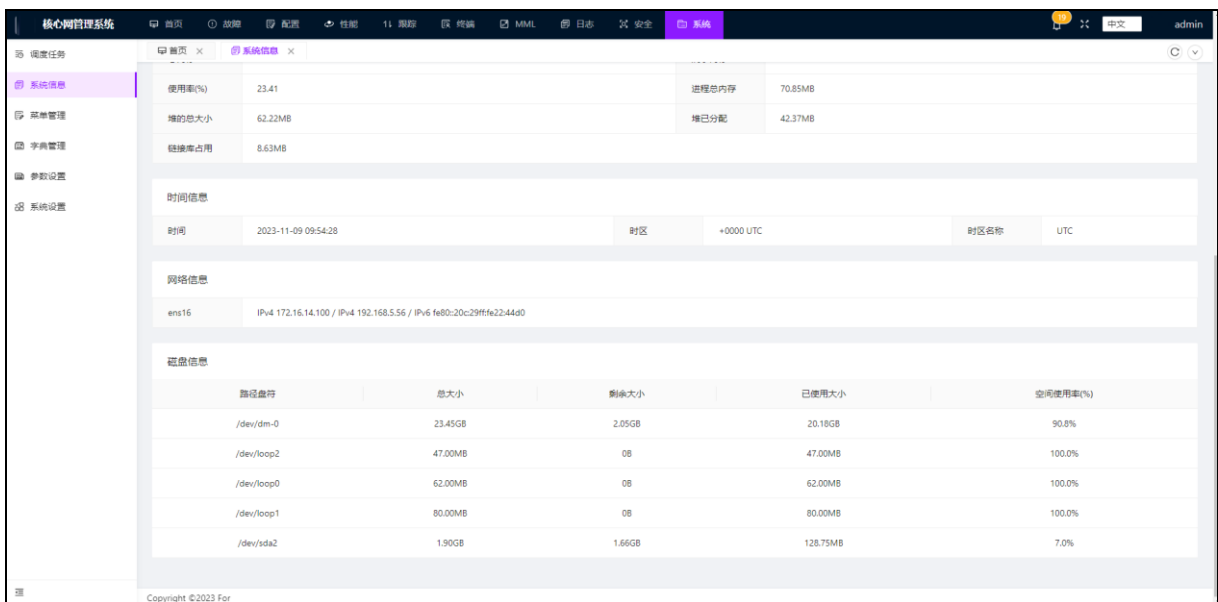 核心网管理系统 首页 故障 配置 性能 跟踪 终端 MML 日志 安全 系统 19 中文 admin
调度任务 首页 系统信息
系统信息
菜单管理
字典管理
参数设置
系统设置
使用率(%) 23.41 进程总内存 70.85MB
堆的总大小 62.22MB 堆已分配 42.37MB
链接库占用 8.63MB
时间信息
时间 2023-11-09 09:54:28 时区 +0000 UTC 时区名称 UTC
网络信息
ens16 IPv4 172.16.14.100 / IPv4 192.168.5.56 / IPv6 fe80::20c:29ff:fe22:44d0
磁盘信息
路径盘符 总大小 剩余大小 已使用大小 空间使用率(%)
/dev/dm-0 23.45GB 2.05GB 20.18GB 90.8%
/dev/loop2 47.00MB 0B 47.00MB 100.0%
/dev/loop0 62.00MB 0B 62.00MB 100.0%
/dev/loop1 80.00MB 0B 80.00MB 100.0%
/dev/sda2 1.90GB 1.66GB 128.75MB 7.0%
Copyright ©2023 For